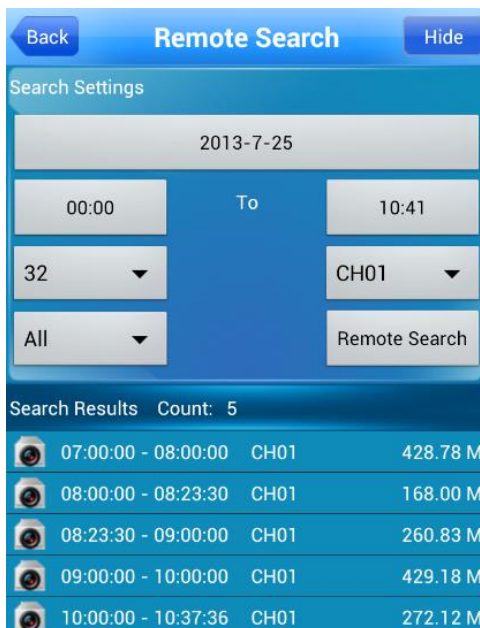 Back Remote Search Hide
Search Settings
2013-7-25
00:00 To 10:41
32 CH01
All Remote Search
Search Results Count: 5
07:00:00 - 08:00:00 CH01 428.78 M
08:00:00 - 08:23:30 CH01 168.00 M
08:23:30 - 09:00:00 CH01 260.83 M
09:00:00 - 10:00:00 CH01 429.18 M
10:00:00 - 10:37:36 CH01 272.12 M